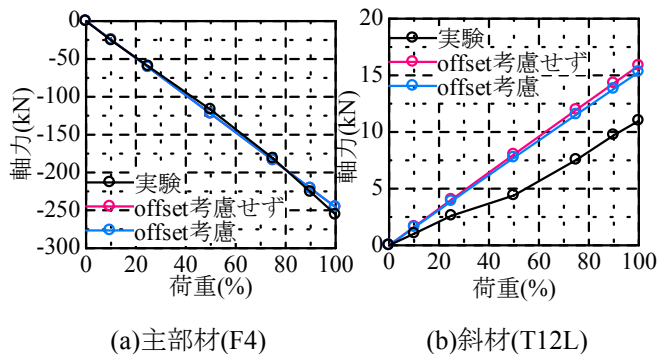 0
-50
-100
-150
-200
-250
-300
軸力(kN)
実験
offset考慮せず
offset考慮
0 20 40 60 80 100
荷重(%)
(a)主部材(F4)
20
15
10
5
0
軸力(kN)
実験
offset考慮せず
offset考慮
0 20 40 60 80 100
荷重(%)
(b)斜材(T12L)